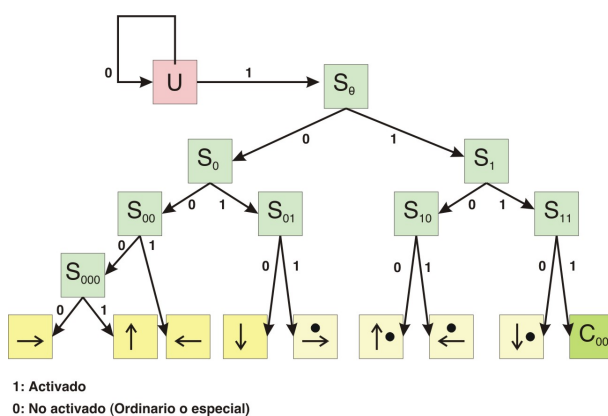 0 U 1 Sθ
0 1
S0 S1
0 1 0 1
S00 S01 S10 S11
0 1 0 1 0 1 0 1
S000
0 1
C00
1: Activado
0: No activado (Ordinario o especial)